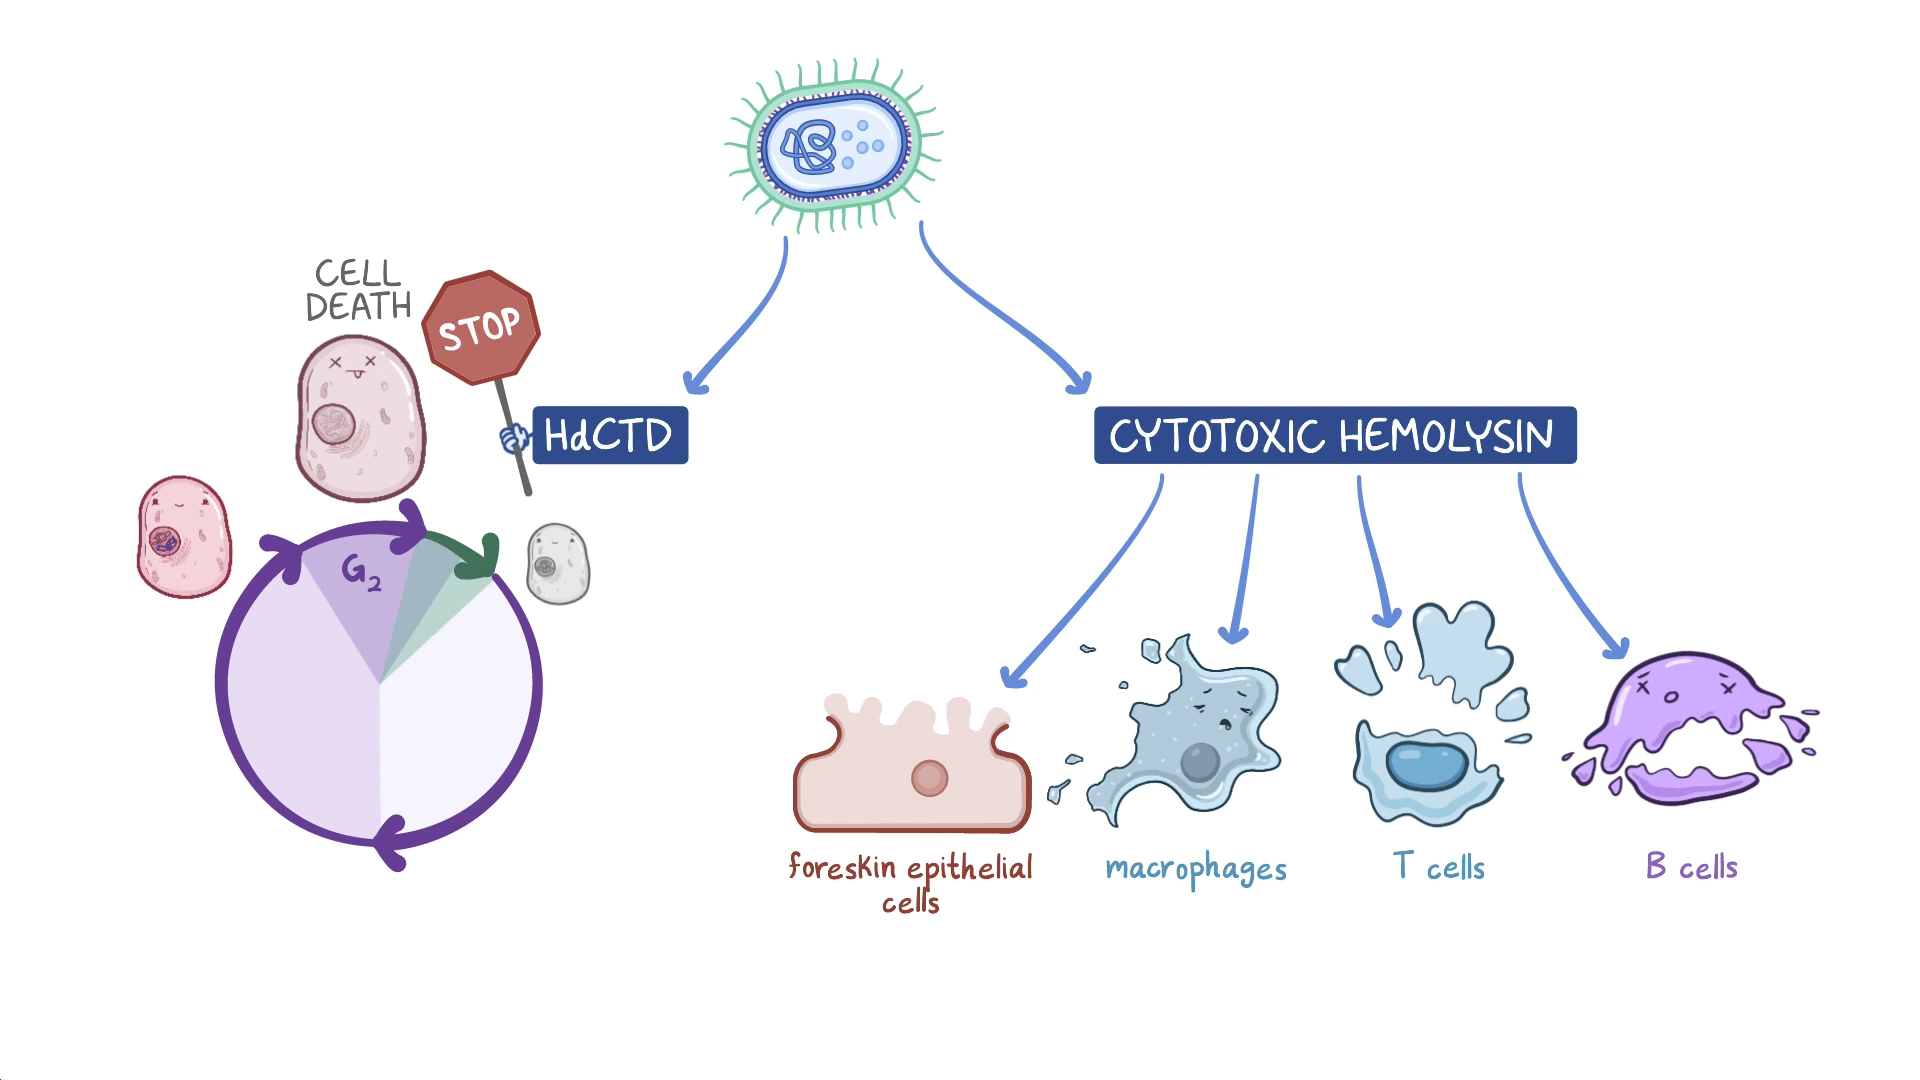 CELL
DEATH
STOP
HdCTD
CYTOTOXIC HEMOLYSIN
G2
foreskin epithelial
cells
macrophages
T cells
B cells